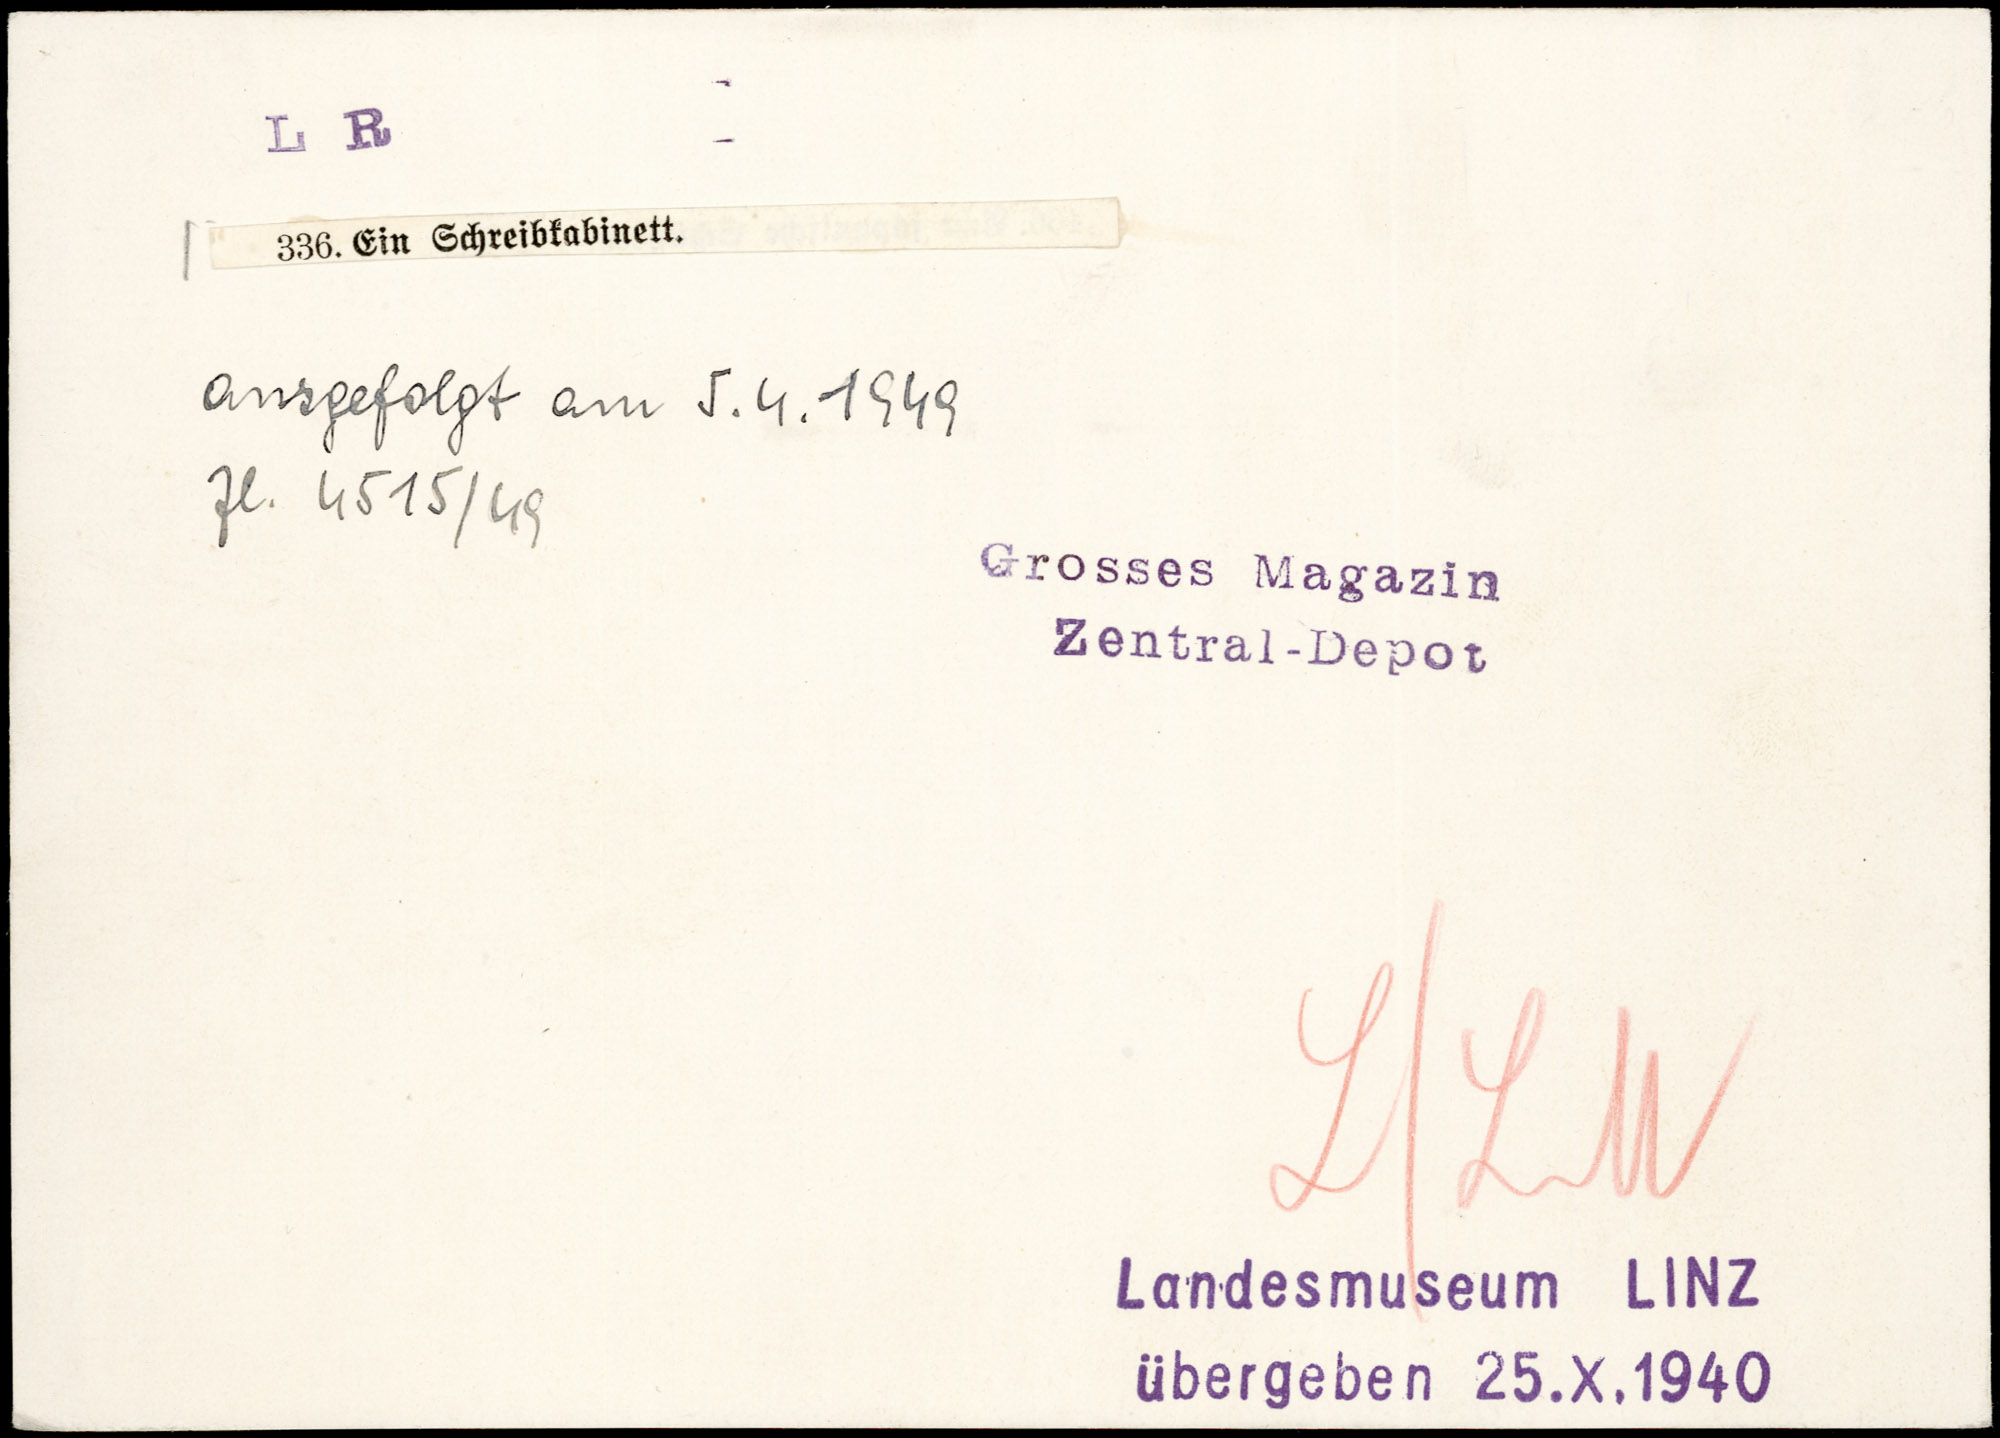 L R
336. Ein Schreibkabinett.
ausgefolgt am 5.4.1949
Zl. 4515/49
Grosses Magazin
Zentral-Depot
L/LM
Landesmuseum LINZ
übergeben 25.X.1940